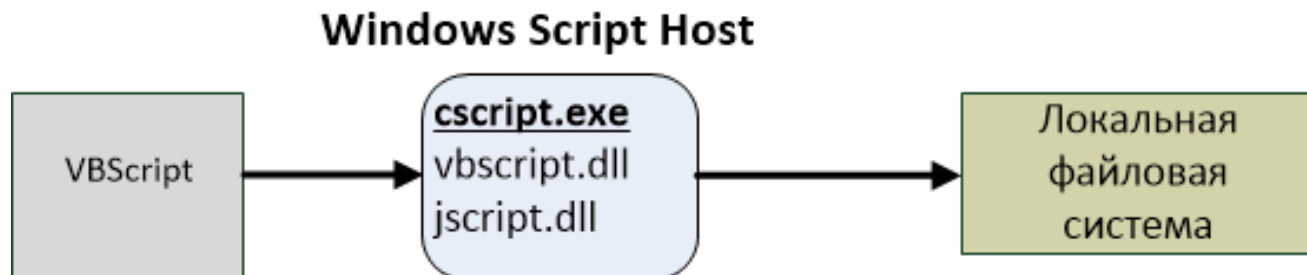 Windows Script Host
VBScript
cscript.exe
vbscript.dll
jscript.dll
Локальная
файловая
система